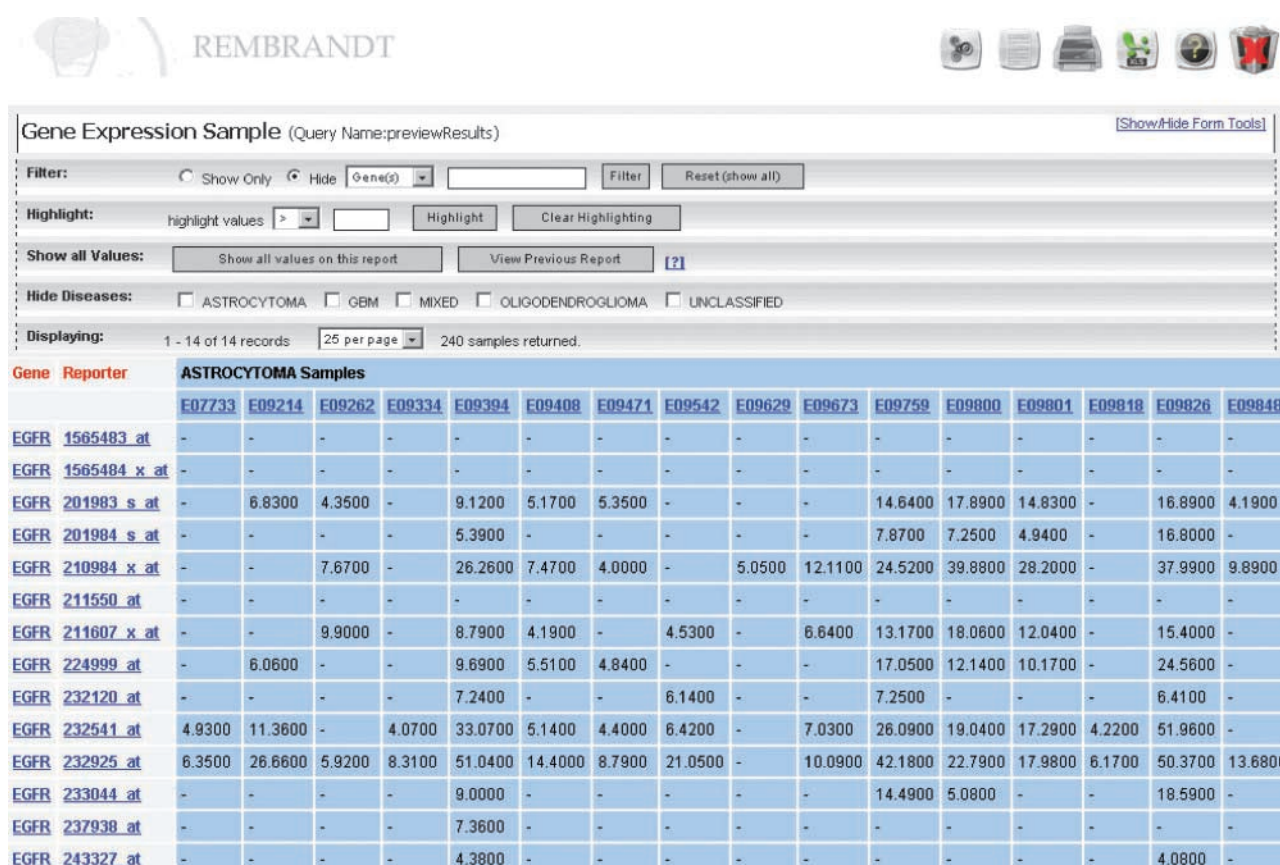 REMBRANDT
XLS
Gene Expression Sample (Query Name:previewResults)
[Show/Hide Form Tools]
Filter: Show Only Hide Gene(s) Filter Reset (show all)
Highlight: highlight values > Highlight Clear Highlighting
Show all Values: Show all values on this report View Previous Report [?]
Hide Diseases: ASTROCYTOMA GBM MIXED OLIGODENDROGLIOMA UNCLASSIFIED
Displaying: 1 - 14 of 14 records 25 per page 240 samples returned.
Gene Reporter ASTROCYTOMA Samples
E07733 E09214 E09262 E09334 E09394 E09408 E09471 E09542 E09629 E09673 E09759 E09800 E09801 E09818 E09826 E09848
EGFR 1565483_at - - - - - - - - - - - - - - - -
EGFR 1565484_x_at - - - - - - - - - - - - - - - -
EGFR 201983_s_at - 6.8300 4.3500 - 9.1200 5.1700 5.3500 - - - 14.6400 17.8900 14.8300 - 16.8900 4.1900
EGFR 201984_s_at - - - - 5.3900 - - - - - 7.8700 7.2500 4.9400 - 16.8000 -
EGFR 210984_x_at - - 7.6700 - 26.2600 7.4700 4.0000 - 5.0500 12.1100 24.5200 39.8800 28.2000 - 37.9900 9.8900
EGFR 211550_at - - - - - - - - - - - - - - - -
EGFR 211607_x_at - - 9.9000 - 8.7900 4.1900 - 4.5300 - 6.6400 13.1700 18.0600 12.0400 - 15.4000 -
EGFR 224999_at - 6.0600 - - 9.6900 5.5100 4.8400 - - - 17.0500 12.1400 10.1700 - 24.5600 -
EGFR 232120_at - - - - 7.2400 - - 6.1400 - - 7.2500 - - - 6.4100 -
EGFR 232541_at 4.9300 11.3600 - 4.0700 33.0700 5.1400 4.4000 6.4200 - 7.0300 26.0900 19.0400 17.2900 4.2200 51.9600 -
EGFR 232925_at 6.3500 26.6600 5.9200 8.3100 51.0400 14.4000 8.7900 21.0500 - 10.0900 42.1800 22.7900 17.9800 6.1700 50.3700 13.6800
EGFR 233044_at - - - - 9.0000 - - - - - 14.4900 5.0800 - - 18.5900 -
EGFR 237938_at - - - - 7.3600 - - - - - - - - - - -
EGFR 243327_at - - - - 4.3800 - - - - - - - - - 4.0800 -